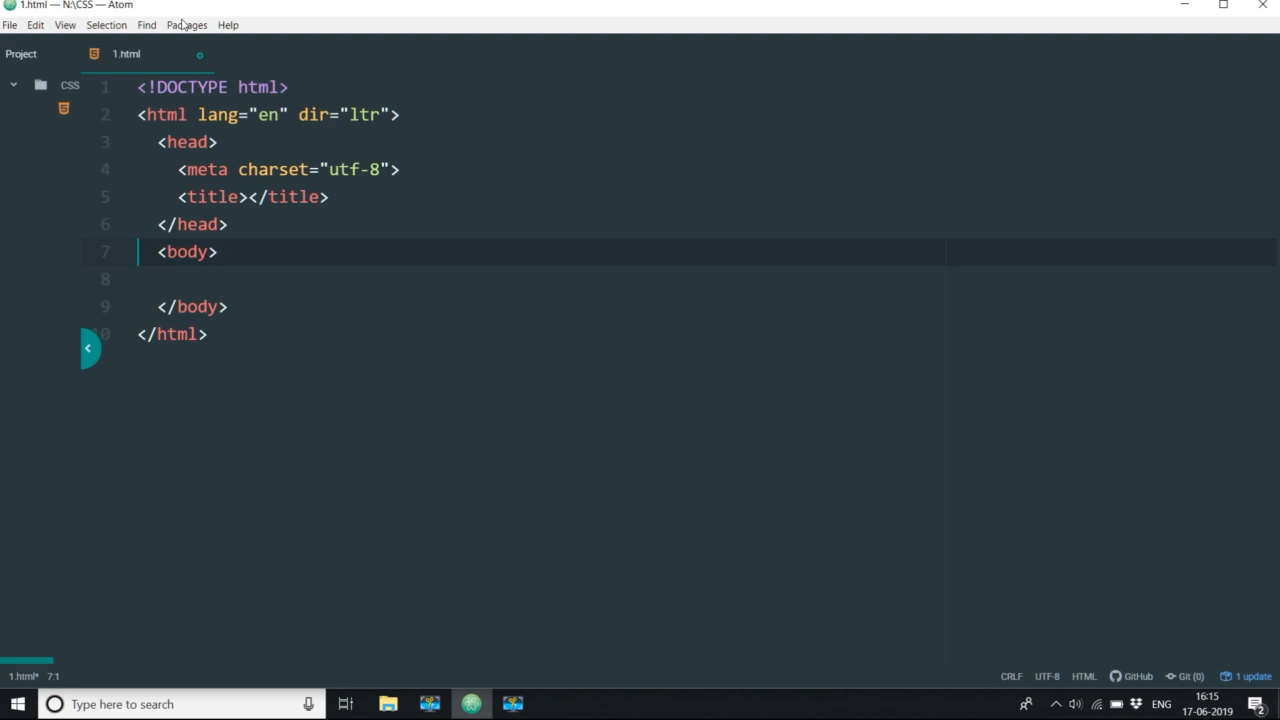 1.html — N:\CSS — Atom
File Edit View Selection Find Packages Help
Project 1.html
CSS
1 <!DOCTYPE html>
2 <html lang="en" dir="ltr">
3 <head>
4 <meta charset="utf-8">
5 <title></title>
6 </head>
7 <body>
8
9 </body>
10 </html>
1.html* 7:1 CRLF UTF-8 HTML GitHub Git (0) 1 update
Type here to search ENG 16:15
17-06-2019 2